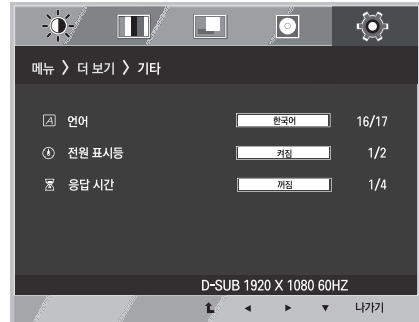 메뉴 > 더 보기 > 기타
언어 한국어 16/17
전원 표시등 켜짐 1/2
응답 시간 꺼짐 1/4
D-SUB 1920 X 1080 60HZ
나가기